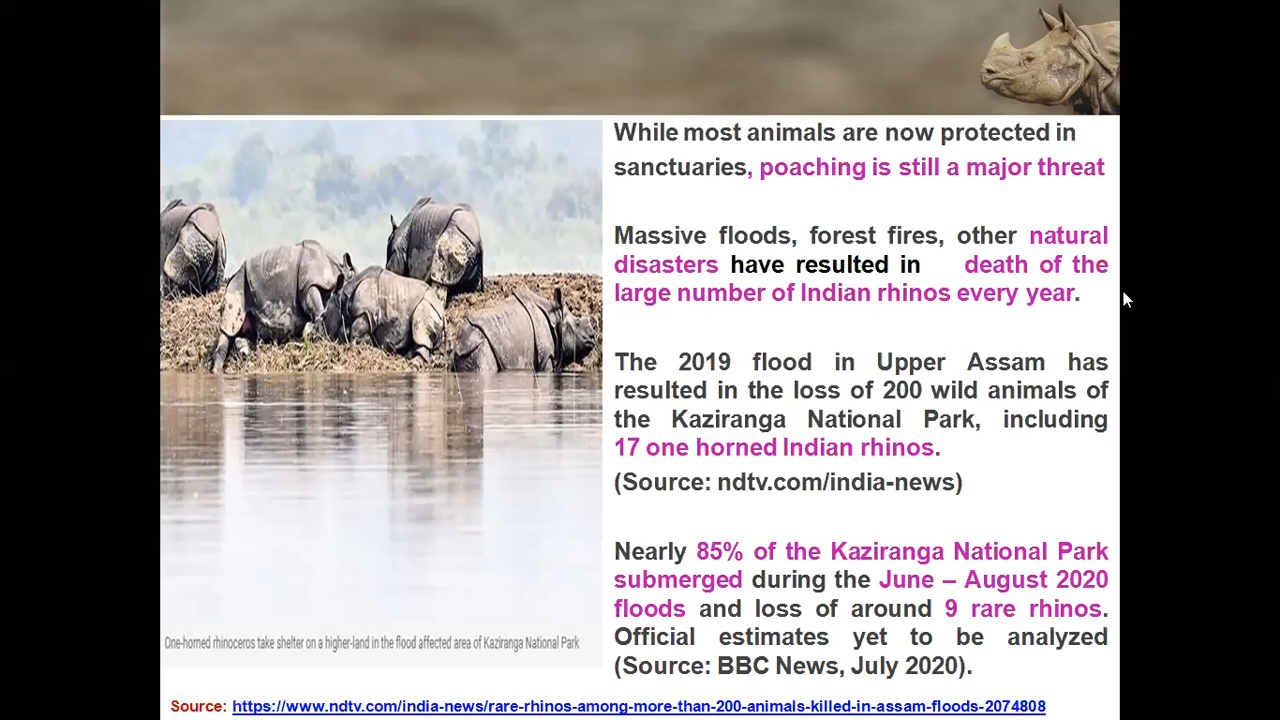 While most animals are now protected in
sanctuaries, poaching is still a major threat
Massive floods, forest fires, other natural
disasters have resulted in death of the
large number of Indian rhinos every year.
The 2019 flood in Upper Assam has
resulted in the loss of 200 wild animals of
the Kaziranga National Park, including
17 one horned Indian rhinos.
(Source: ndtv.com/india-news)
Nearly 85% of the Kaziranga National Park
submerged during the June – August 2020
floods and loss of around 9 rare rhinos.
Official estimates yet to be analyzed
(Source: BBC News, July 2020).
One-horned rhinoceros take shelter on a higher-land in the flood affected area of Kaziranga National Park
Source: https://www.ndtv.com/india-news/rare-rhinos-among-more-than-200-animals-killed-in-assam-floods-2074808